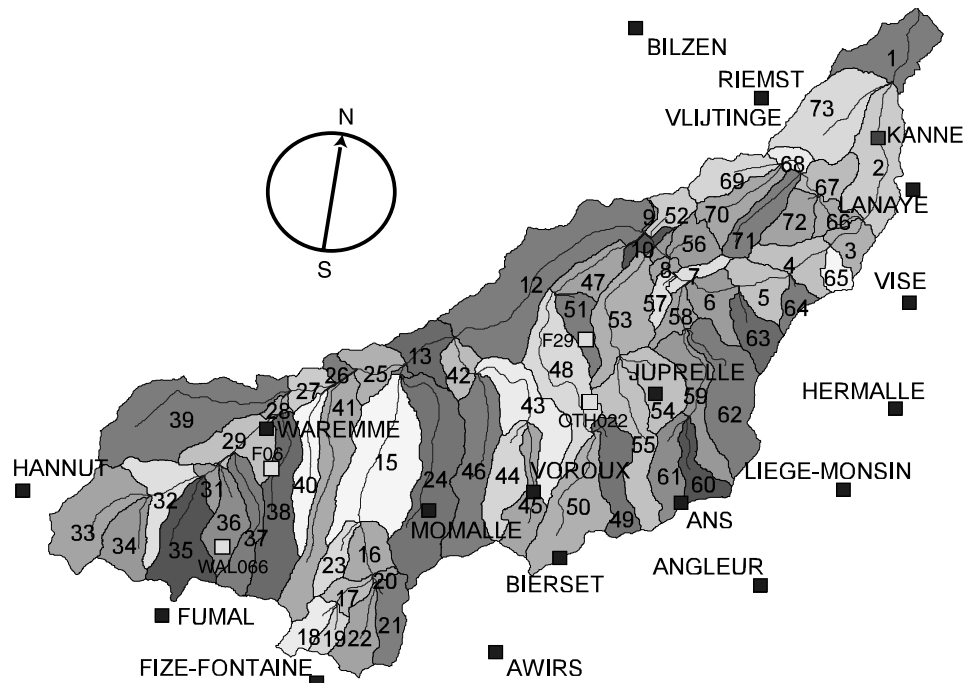 BILZEN
1
RIEMST
73
VLIJTINGE
N
KANNE
68
2
69
67
LANAYE
9
52
70
72
66
10
56
71
3
S
8
4
12
47
7
65
51
57
6
5
64
VISE
53
58
13
F29
63
26
25
42
48
JUPRELLE
27
59
HERMALLE
39
28
41
43
OTH022
54
62
WAREMME
29
55
F06
15
HANNUT
40
24
46
44
VOROUX
61
60
LIEGE-MONSIN
32
31
38
45
50
36
MOMALLE
49
ANS
33
34
35
37
23
16
WAL066
BIERSET
ANGLEUR
20
17
FUMAL
21
18
19
22
AWIRS
FIZE-FONTAINE